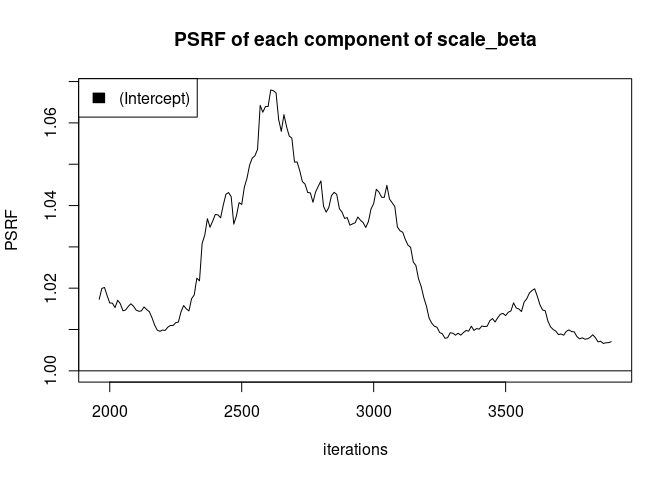 PSRF of each component of scale_beta
(Intercept)
PSRF
1.06
1.04
1.02
1.00
2000 2500 3000 3500
iterations